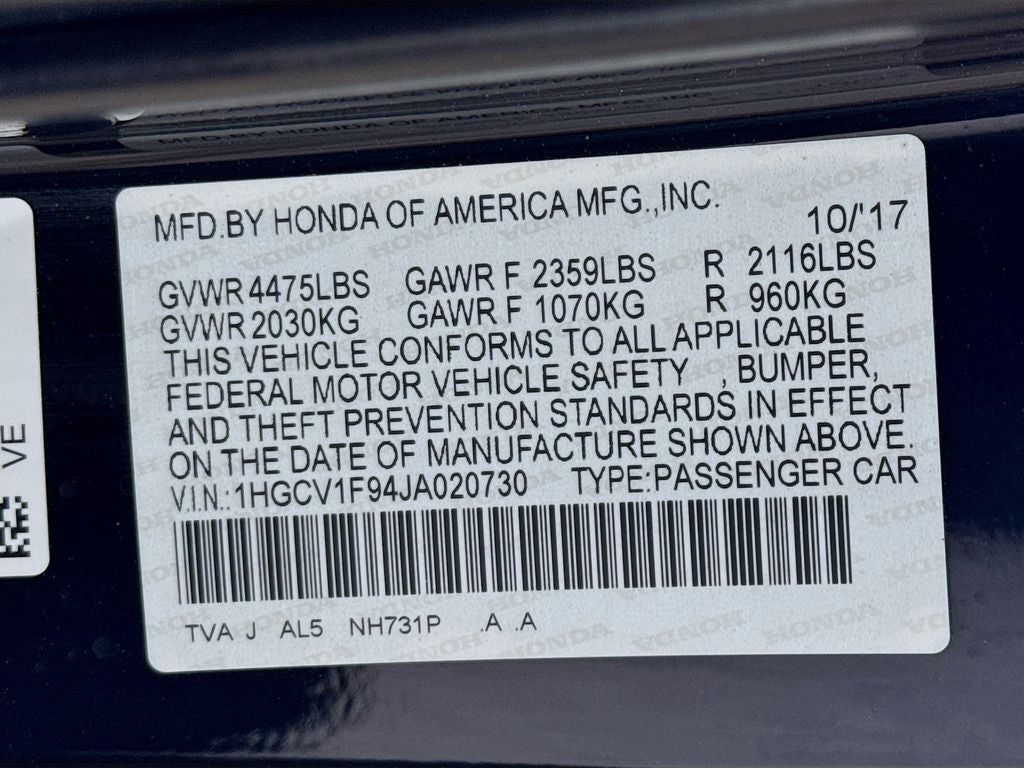 MFD.BY HONDA OF AMERICA MFG.,INC.
10/'17
GVWR 4475LBS GAWR F 2359LBS R 2116LBS
GVWR 2030KG GAWR F 1070KG R 960KG
THIS VEHICLE CONFORMS TO ALL APPLICABLE
FEDERAL MOTOR VEHICLE SAFETY , BUMPER,
AND THEFT PREVENTION STANDARDS IN EFFECT
ON THE DATE OF MANUFACTURE SHOWN ABOVE.
V.I.N.:1HGCV1F94JA020730 TYPE:PASSENGER CAR
TVA J AL5 NH731P .A .A
VE